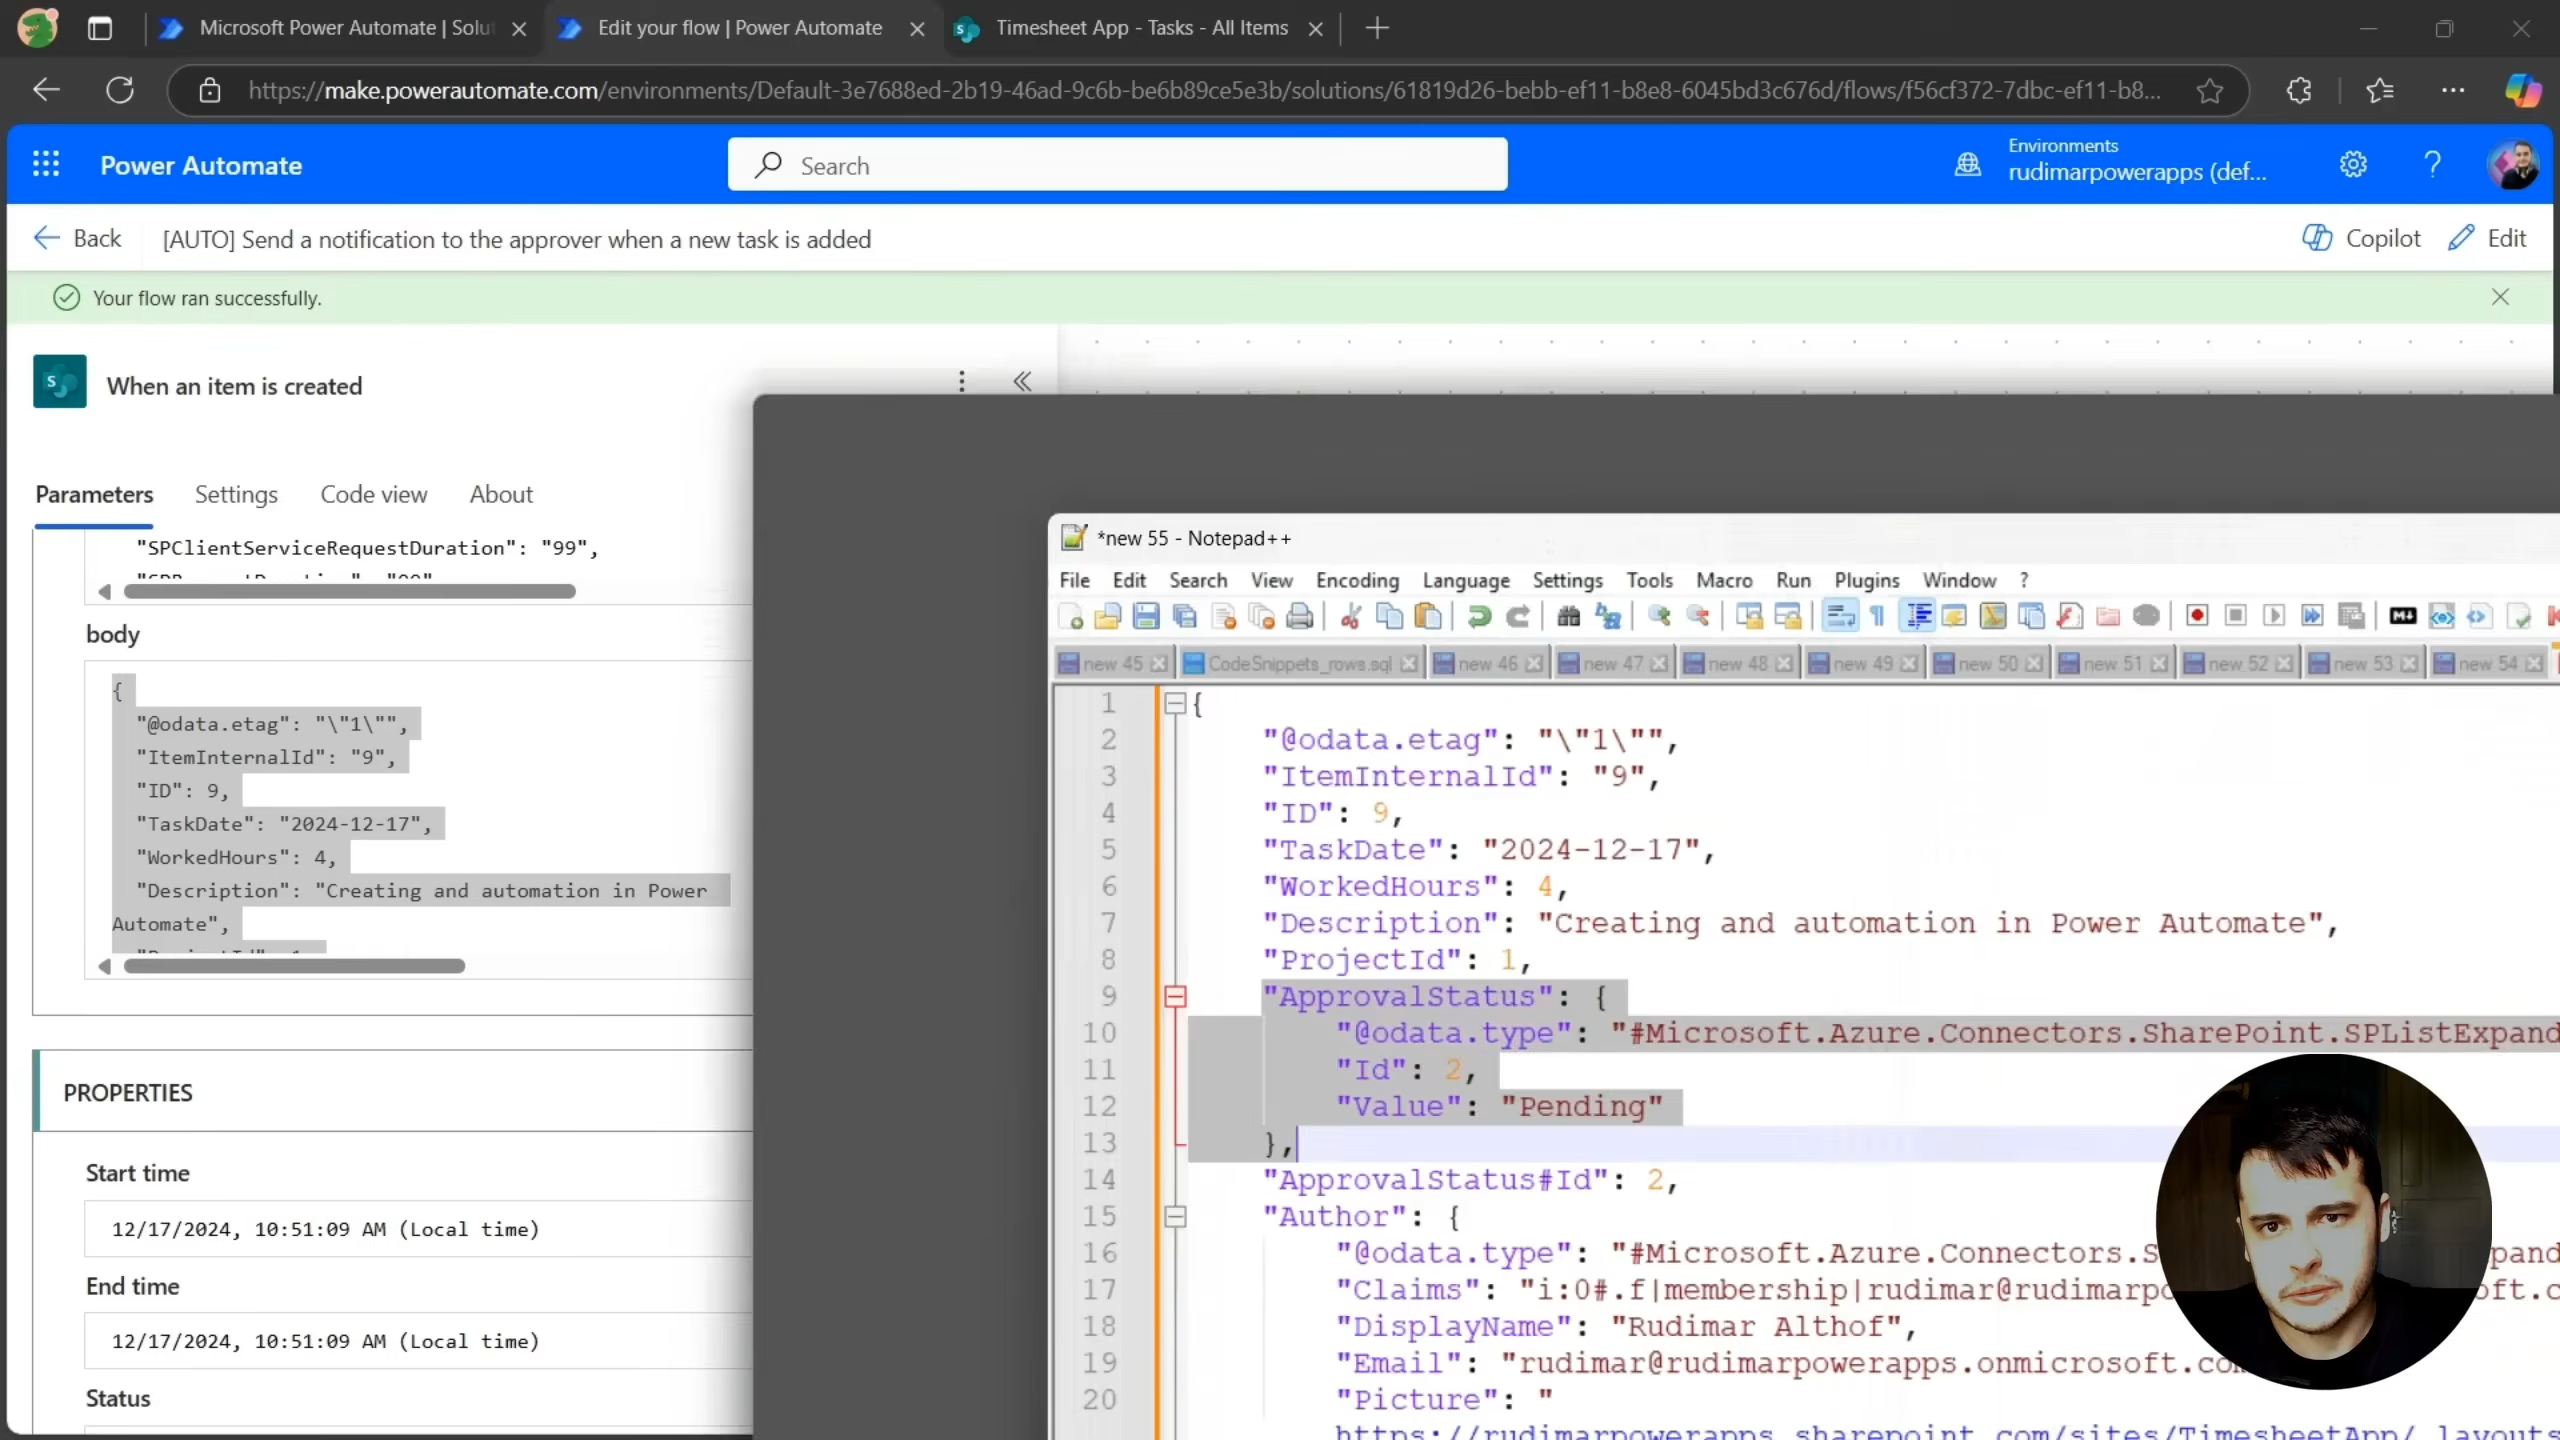 Microsoft Power Automate | Solut
Edit your flow | Power Automate
Timesheet App - Tasks - All Items
https://make.powerautomate.com/environments/Default-3e7688ed-2b19-46ad-9c6b-be6b89ce5e3b/solutions/61819d26-bebb-ef11-b8e8-6045bd3c676d/flows/f56cf372-7dbc-ef11-b8...
Power Automate
Search
Environments
rudimarpowerapps (def...
Back
[AUTO] Send a notification to the approver when a new task is added
Copilot
Edit
Your flow ran successfully.
When an item is created
Parameters
Settings
Code view
About
"SPClientServiceRequestDuration": "99",
body
{
"@odata.etag": "\"1\"",
"ItemInternalId": "9",
"ID": 9,
"TaskDate": "2024-12-17",
"WorkedHours": 4,
"Description": "Creating and automation in Power
Automate",
PROPERTIES
Start time
12/17/2024, 10:51:09 AM (Local time)
End time
12/17/2024, 10:51:09 AM (Local time)
Status
*new 55 - Notepad++
File Edit Search View Encoding Language Settings Tools Macro Run Plugins Window ?
new 45 CodeSnippets_rows.sql new 46 new 47 new 48 new 49 new 50 new 51 new 52 new 53 new 54
1 {
2 "@odata.etag": "\"1\"",
3 "ItemInternalId": "9",
4 "ID": 9,
5 "TaskDate": "2024-12-17",
6 "WorkedHours": 4,
7 "Description": "Creating and automation in Power Automate",
8 "ProjectId": 1,
9 "ApprovalStatus": {
10 "@odata.type": "#Microsoft.Azure.Connectors.SharePoint.SPListExpand
11 "Id": 2,
12 "Value": "Pending"
13 },
14 "ApprovalStatus#Id": 2,
15 "Author": {
16 "@odata.type": "#Microsoft.Azure.Connectors.S pand
17 "Claims": "i:0#.f|membership|rudimar@rudimarpo oft.c
18 "DisplayName": "Rudimar Althof",
19 "Email": "rudimar@rudimarpowerapps.onmicrosoft.co
20 "Picture": "
https://rudimarpowerapps.sharepoint.com/sites/TimesheetApp/_layouts